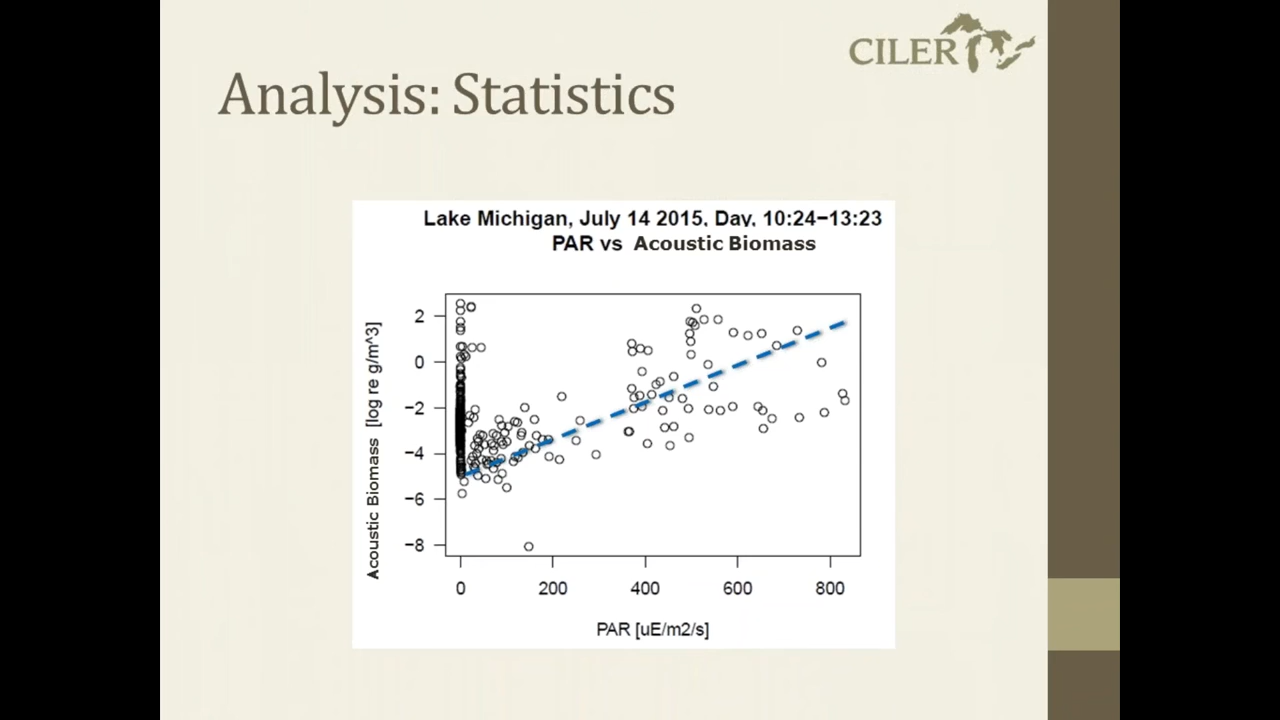 CILER
Analysis: Statistics
Lake Michigan, July 14 2015, Day, 10:24−13:23
PAR vs Acoustic Biomass
Acoustic Biomass [log re g/m^3]
2
0
−2
−4
−6
−8
0 200 400 600 800
PAR [uE/m2/s]